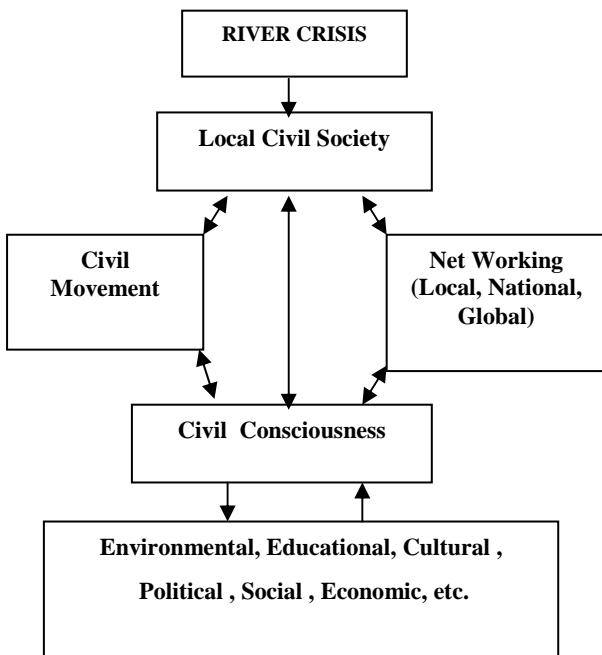 RIVER CRISIS
Local Civil Society
Civil
Movement
Net Working
(Local, National,
Global)
Civil Consciousness
Environmental, Educational, Cultural ,
Political , Social , Economic, etc.